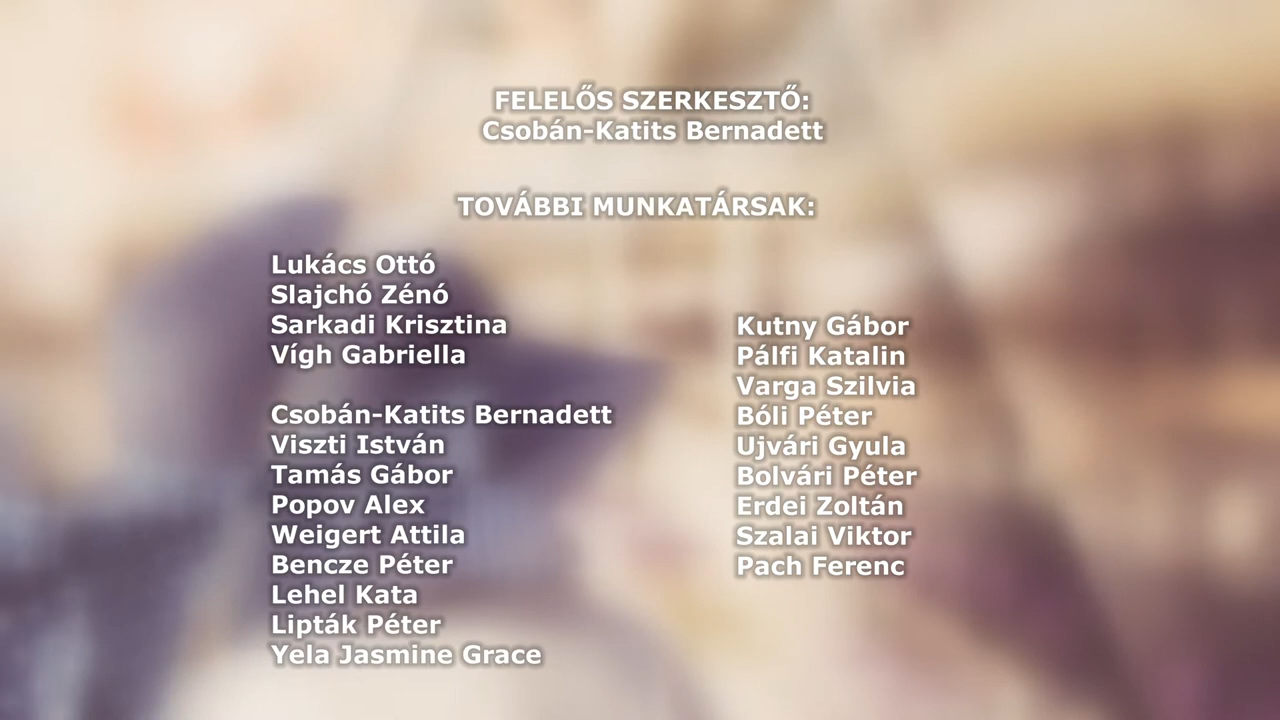 FELELŐS SZERKESZTŐ:
Csobán-Katits Bernadett
TOVÁBBI MUNKATÁRSAK:
Lukács Ottó
Slajchó Zénó
Sarkadi Krisztina
Vígh Gabriella
Csobán-Katits Bernadett
Viszti István
Tamás Gábor
Popov Alex
Weigert Attila
Bencze Péter
Lehel Kata
Lipták Péter
Yela Jasmine Grace
Kutny Gábor
Pálfi Katalin
Varga Szilvia
Bóli Péter
Ujvári Gyula
Bolvári Péter
Erdei Zoltán
Szalai Viktor
Pach Ferenc